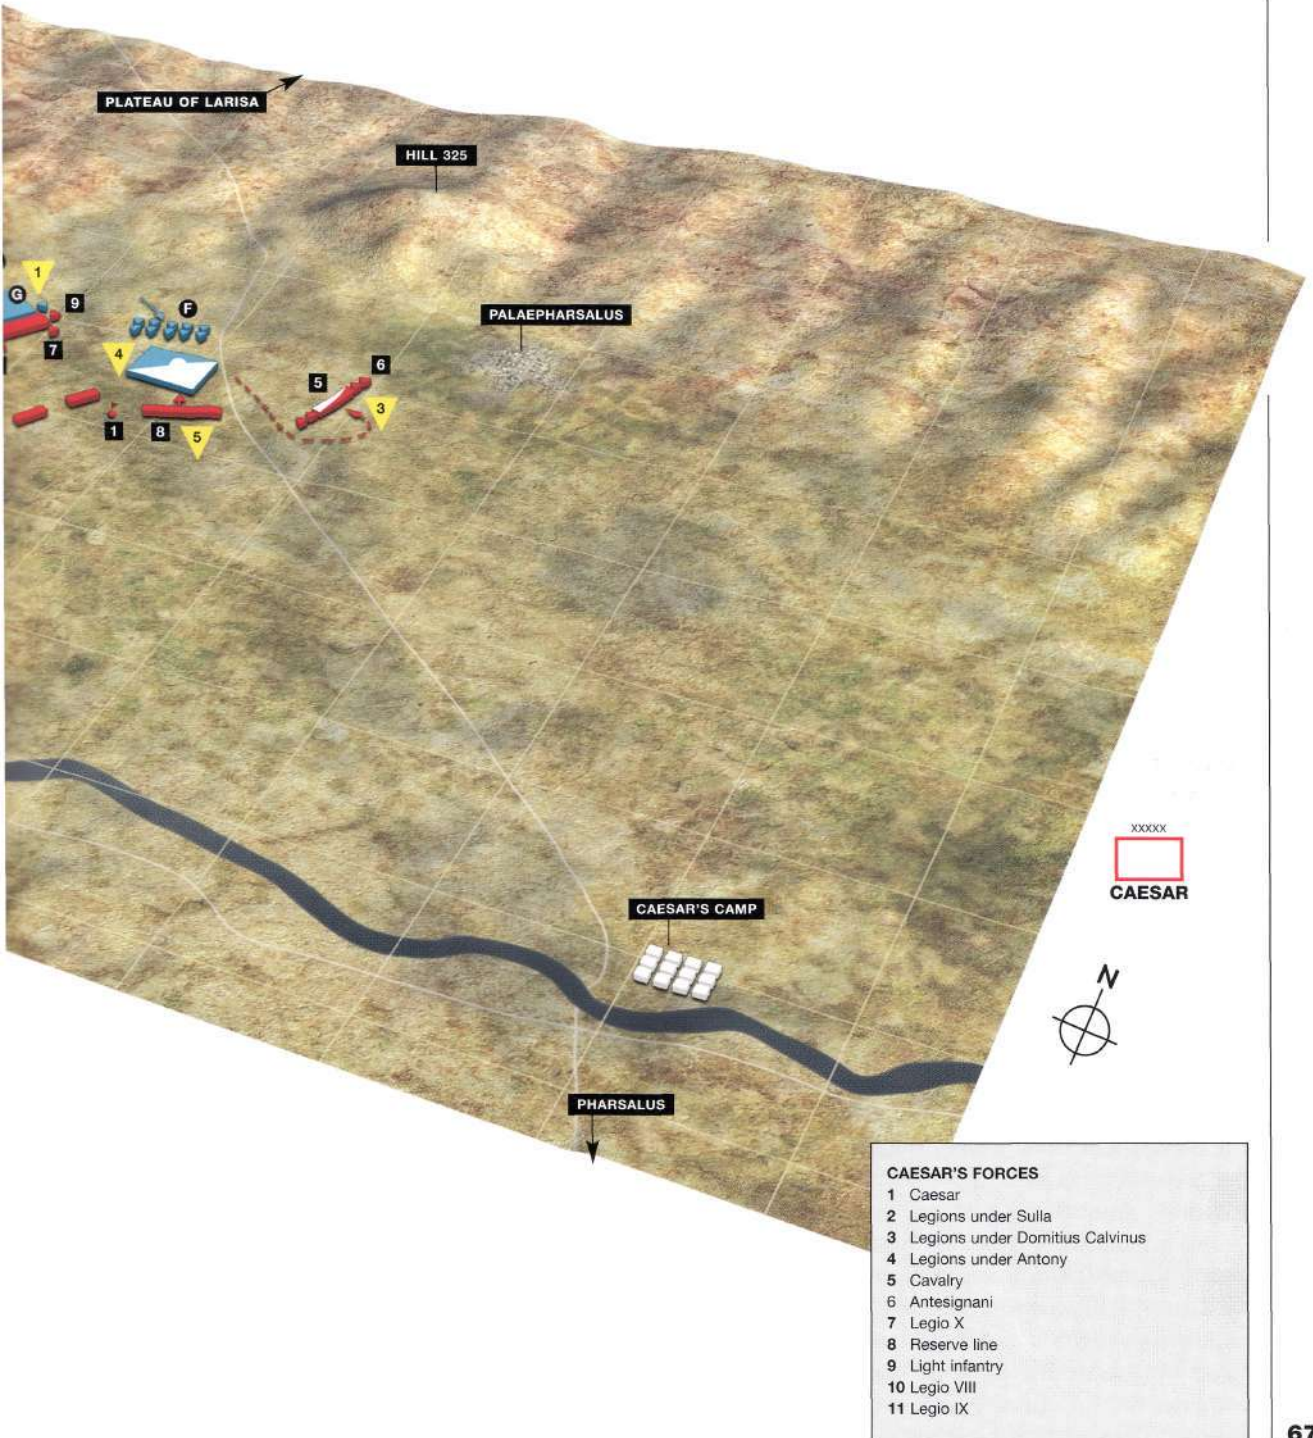 PLATEAU OF LARISA
HILL 325
1
G
9
F
PALAEPHARSALUS
7
4
6
5
3
1
8
5
XXXXX
CAESAR
CAESAR'S CAMP
N
PHARSALUS
CAESAR'S FORCES
1 Caesar
2 Legions under Sulla
3 Legions under Domitius Calvinus
4 Legions under Antony
5 Cavalry
6 Antesignani
7 Legio X
8 Reserve line
9 Light infantry
10 Legio VIII
11 Legio IX
67